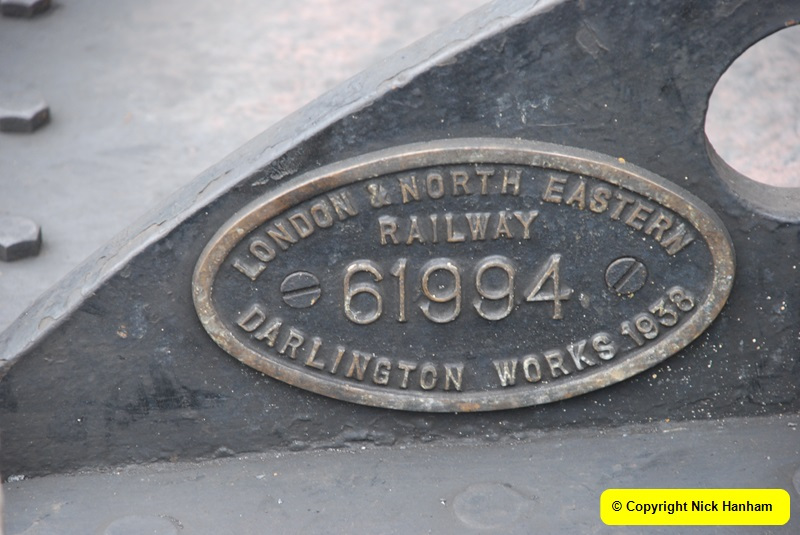 LONDON & NORTH EASTERN
RAILWAY
61994
DARLINGTON WORKS 1938
© Copyright Nick Hanham